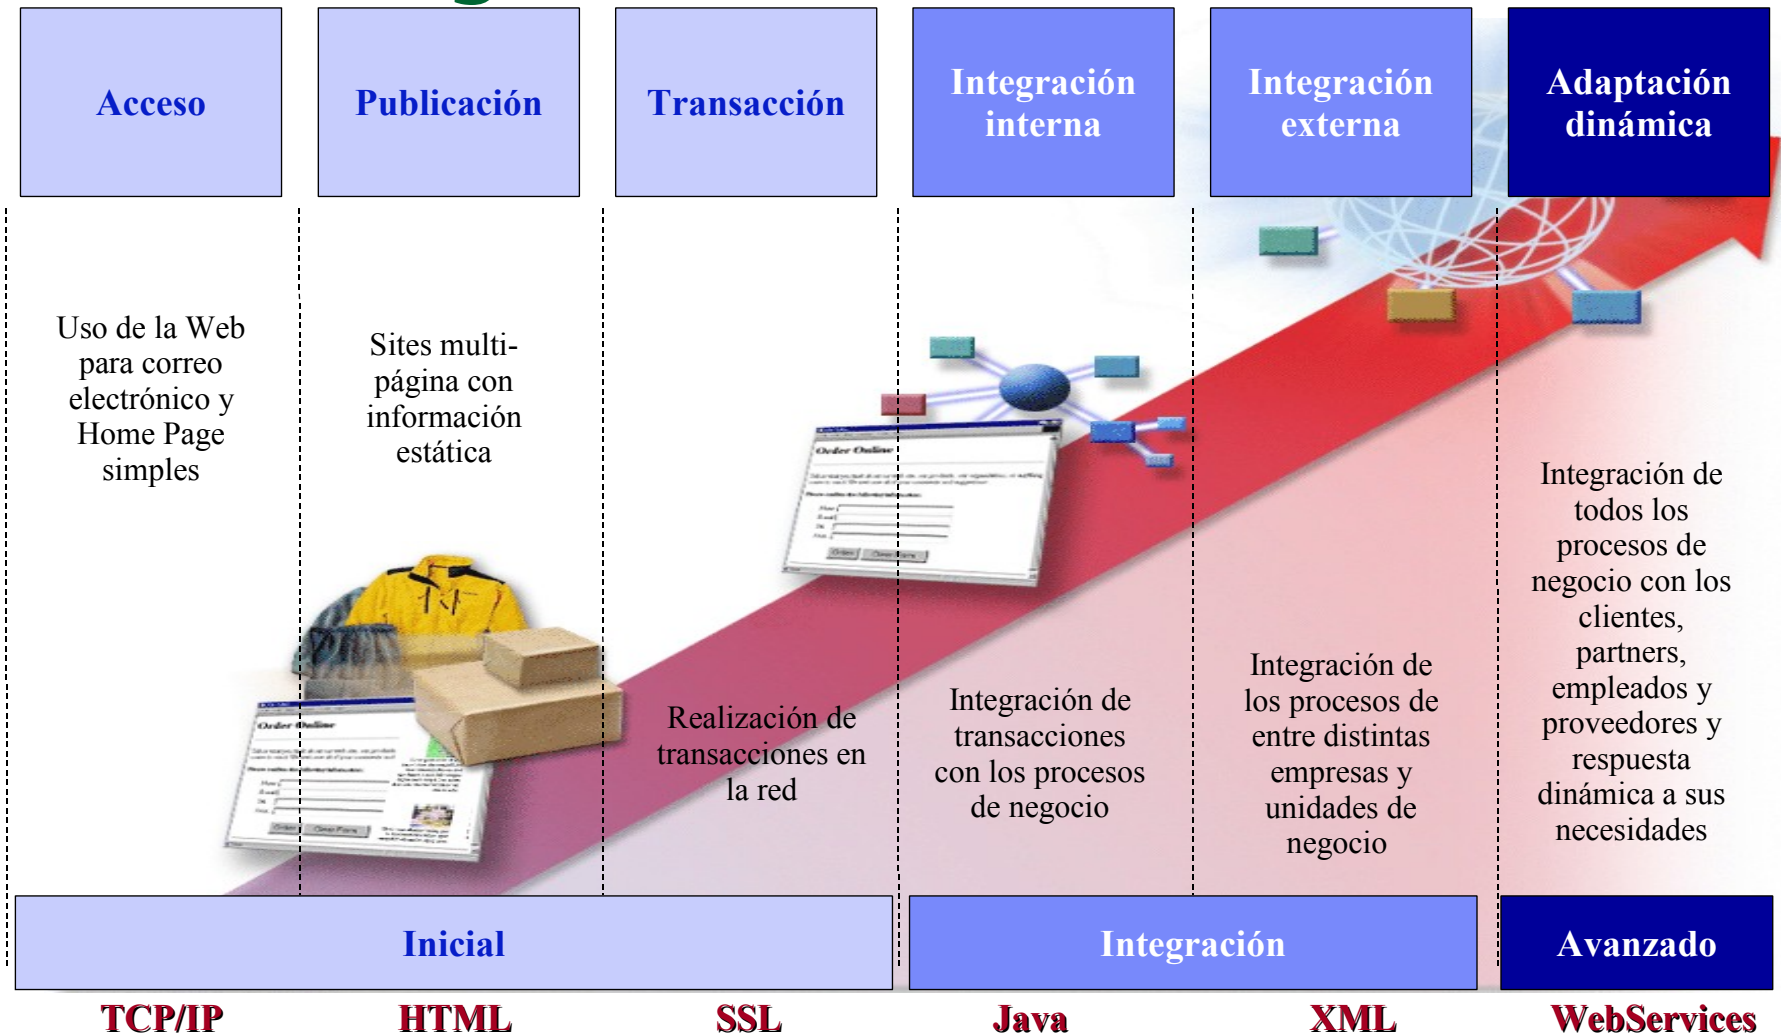 Acceso
Publicación
Transacción
Integración
interna
Integración
externa
Adaptación
dinámica
Uso de la Web
para correo
electrónico y
Home Page
simples
Sites multi-
página con
información
estática
Realización de
transacciones en
la red
Integración de
transacciones
con los procesos
de negocio
Integración de
los procesos de
entre distintas
empresas y
unidades de
negocio
Integración de
todos los
procesos de
negocio con los
clientes,
partners,
empleados y
proveedores y
respuesta
dinámica a sus
necesidades
Order Online
Order Online
Inicial
Integración
Avanzado
TCP/IP
HTML
SSL
Java
XML
WebServices